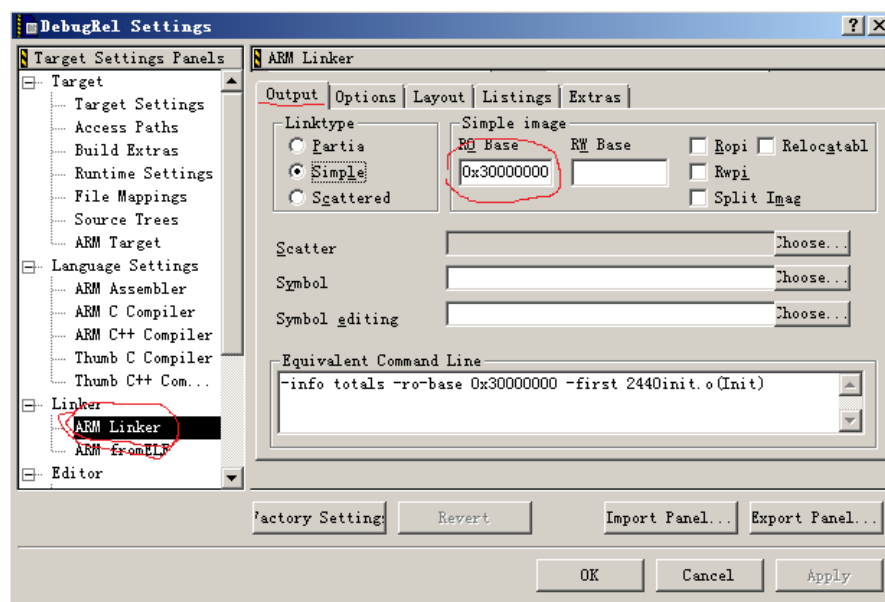 DebugRel Settings
Target Settings Panels
Target
Target Settings
Access Paths
Build Extras
Runtime Settings
File Mappings
Source Trees
ARM Target
Language Settings
ARM Assembler
ARM C Compiler
ARM C++ Compiler
Thumb C Compiler
Thumb C++ Com...
Linker
ARM Linker
ARM fromELF
Editor
ARM Linker
Output Options Layout Listings Extras
Linktype
Partia
Simple
Scattered
Simple image
RO Base RW Base
0x30000000
Ropi Relocatabl
Rwpi
Split Imag
Scatter Choose...
Symbol Choose...
Symbol editing Choose...
Equivalent Command Line
-info totals -ro-base 0x30000000 -first 2440init.o(Init)
Factory Setting: Revert Import Panel... Export Panel...
OK Cancel Apply